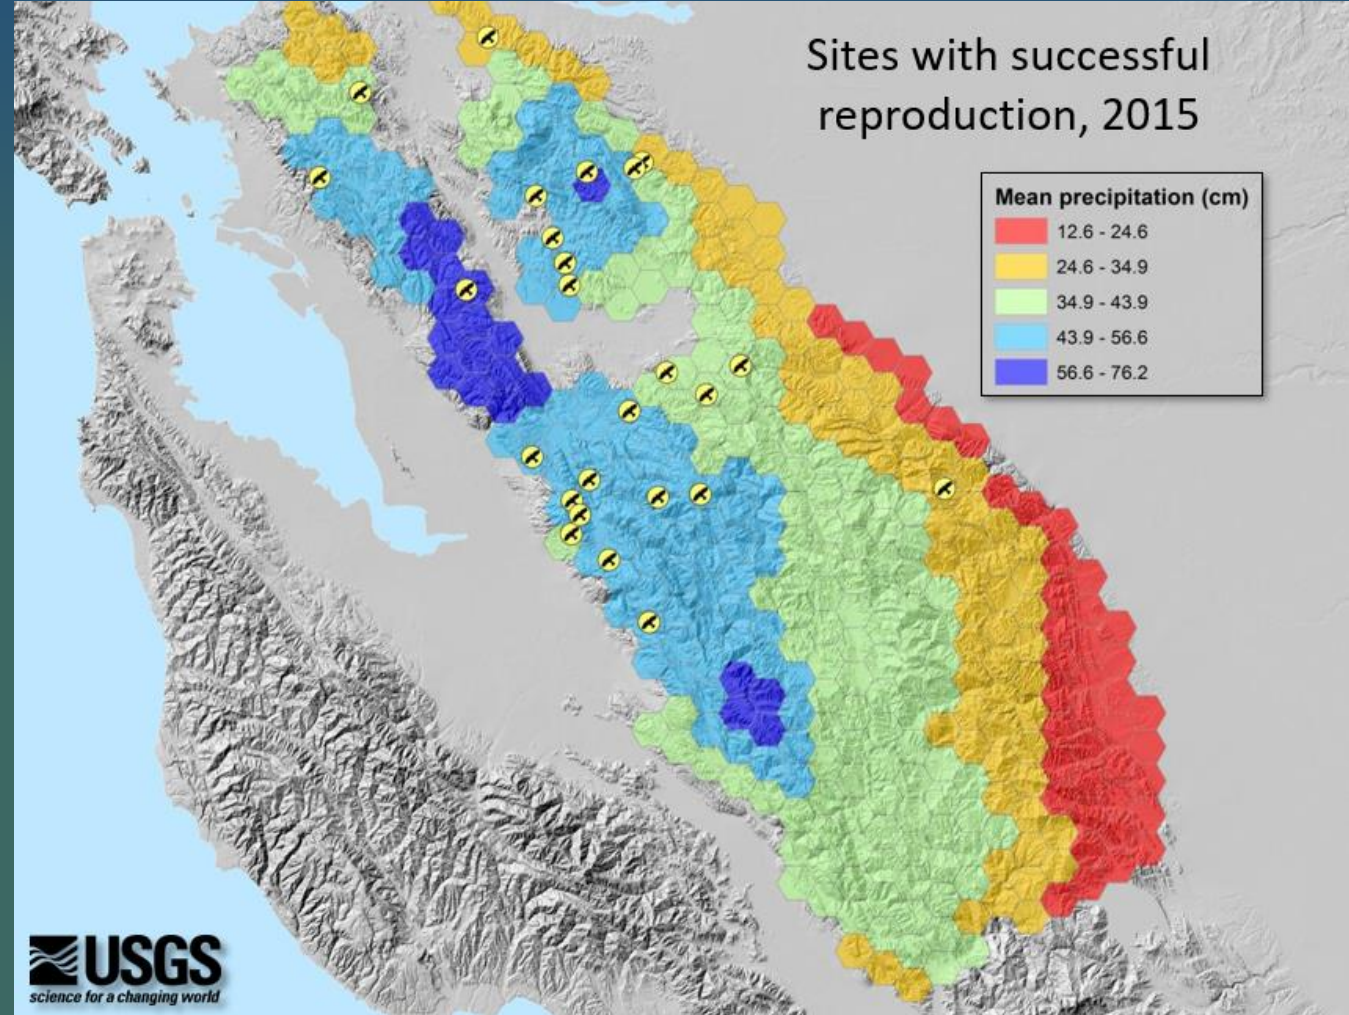 Sites with successful
reproduction, 2015
Mean precipitation (cm)
12.6 - 24.6
24.6 - 34.9
34.9 - 43.9
43.9 - 56.6
56.6 - 76.2
USGS
science for a changing world